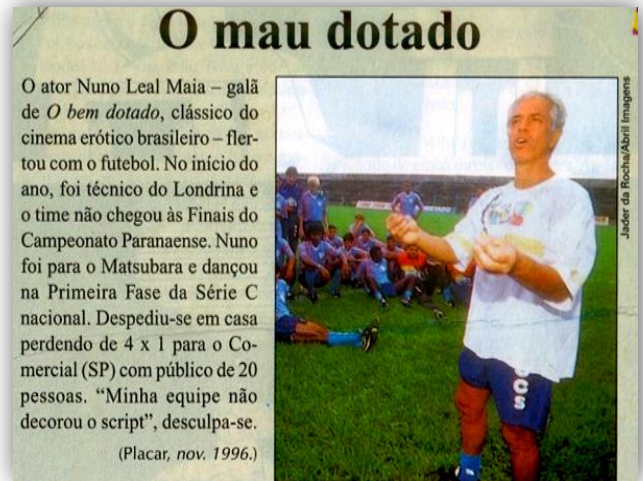 O mau dotado
O ator Nuno Leal Maia – galã
de O bem dotado, clássico do
cinema erótico brasileiro – fler-
tou com o futebol. No início do
ano, foi técnico do Londrina e
o time não chegou às Finais do
Campeonato Paranaense. Nuno
foi para o Matsubara e dançou
na Primeira Fase da Série C
nacional. Despediu-se em casa
perdendo de 4 x 1 para o Co-
mercial (SP) com público de 20
pessoas. “Minha equipe não
decorou o script”, desculpa-se.
(Placar, nov. 1996.)
Jader da Rocha/Abril Imagens